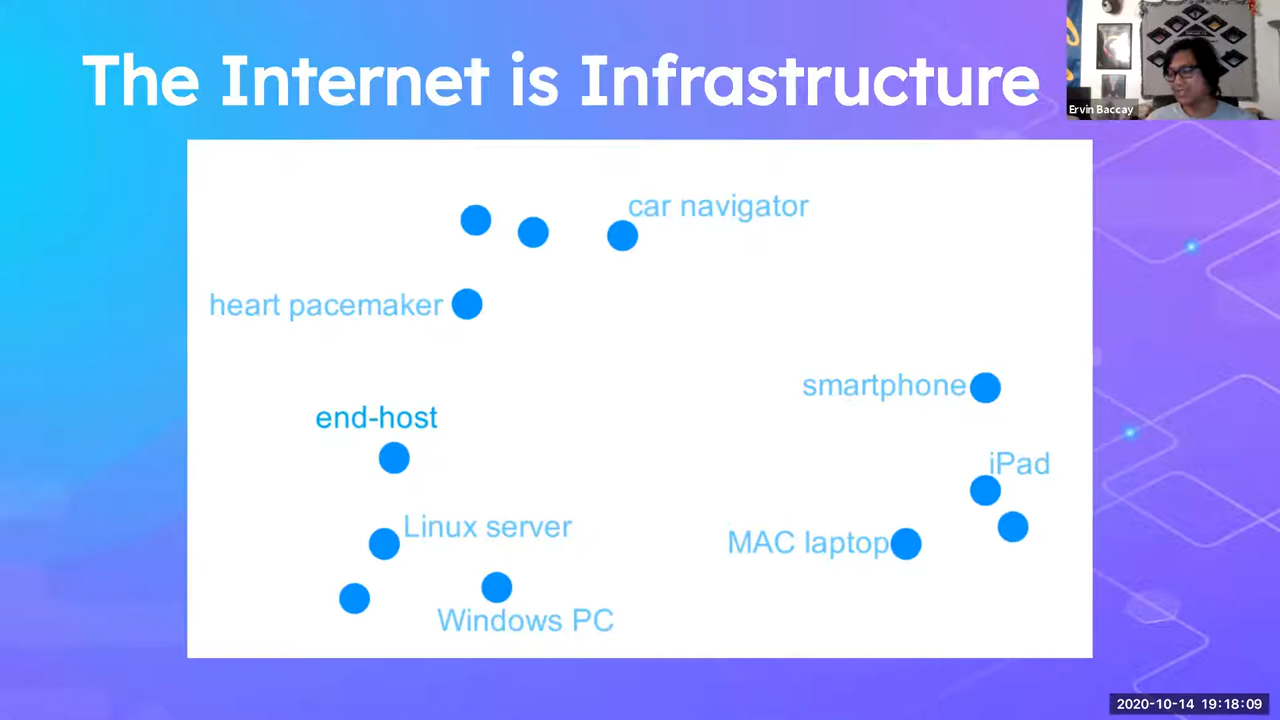 The Internet is Infrastructure
Ervin Baccay
car navigator
heart pacemaker
smartphone
end-host
iPad
Linux server
MAC laptop
Windows PC
2020-10-14 19:18:09